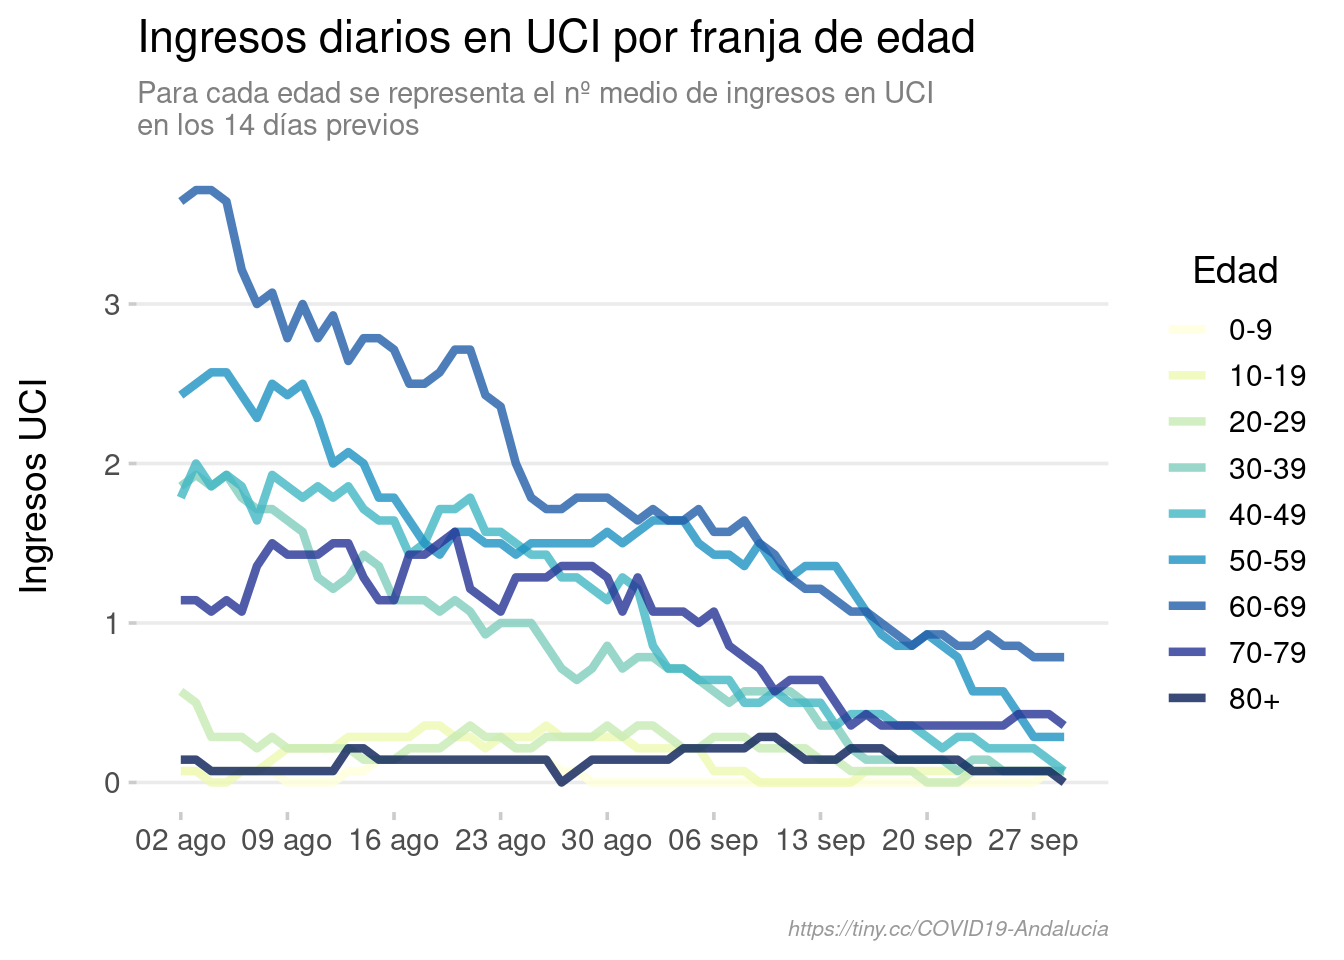 Ingresos diarios en UCI por franja de edad
Para cada edad se representa el nº medio de ingresos en UCI
en los 14 días previos
Ingresos UCI
3
2
1
0
02 ago 09 ago 16 ago 23 ago 30 ago 06 sep 13 sep 20 sep 27 sep
Edad
0-9
10-19
20-29
30-39
40-49
50-59
60-69
70-79
80+
https://tiny.cc/COVID19-Andalucia